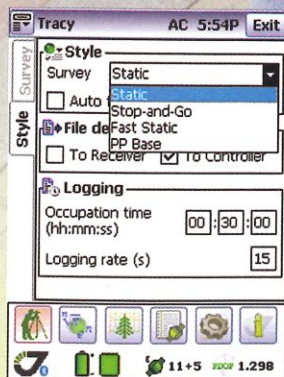 Tracy AC 5:54P Exit
Survey
Style
Style
Survey Static
Auto
Static
Stop-and-Go
Fast Static
PP Base
File de
To Receiver To Controller
Logging
Occupation time
(hh:mm:ss) 00 : 30 : 00
Logging rate (s) 15
0 11+5 PDOP 1.298